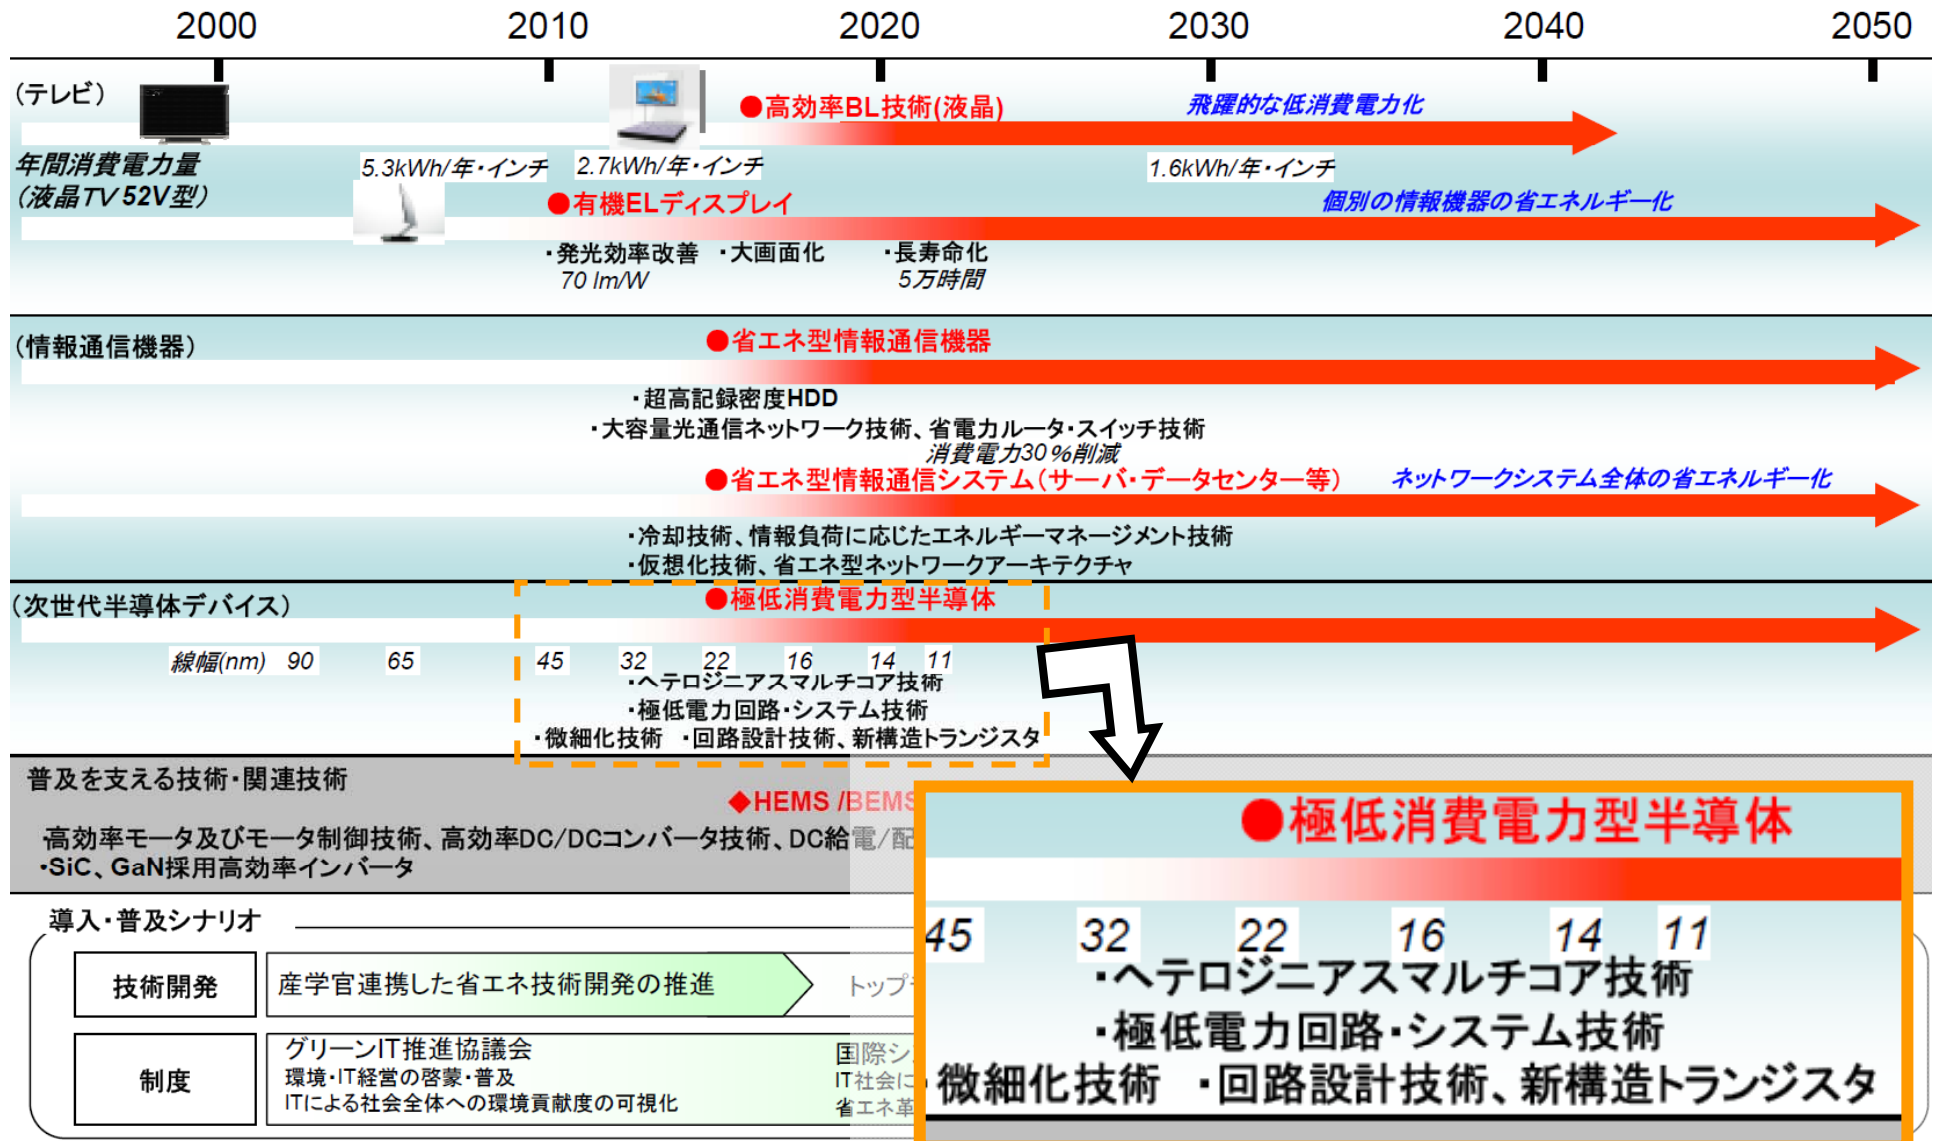 2000 2010 2020 2030 2040 2050
(テレビ)
●高効率BL技術(液晶) 飛躍的な低消費電力化
年間消費電力量
(液晶TV 52V型)
5.3kWh/年・インチ 2.7kWh/年・インチ 1.6kWh/年・インチ
●有機ELディスプレイ 個別の情報機器の省エネルギー化
・発光効率改善 ・大画面化 ・長寿命化
70 lm/W 5万時間
(情報通信機器)
●省エネ型情報通信機器
・超高記録密度HDD
・大容量光通信ネットワーク技術、省電力ルータ・スイッチ技術
消費電力30%削減
●省エネ型情報通信システム(サーバ・データセンター等) ネットワークシステム全体の省エネルギー化
・冷却技術、情報負荷に応じたエネルギーマネージメント技術
・仮想化技術、省エネ型ネットワークアーキテクチャ
(次世代半導体デバイス)
●極低消費電力型半導体
線幅(nm) 90 65 45 32 22 16 14 11
・ヘテロジニアスマルチコア技術
・極低電力回路・システム技術
・微細化技術 ・回路設計技術、新構造トランジスタ
普及を支える技術・関連技術
◆HEMS /BEMS
・高効率モータ及びモータ制御技術、高効率DC/DCコンバータ技術、DC給電/配
・SiC、GaN採用高効率インバータ
導入・普及シナリオ
技術開発
産学官連携した省エネ技術開発の推進
トップ
制度
グリーンIT推進協議会
環境・IT経営の啓蒙・普及
ITによる社会全体への環境貢献度の可視化
国際シ
IT社会に
省エネ革
●極低消費電力型半導体
45 32 22 16 14 11
・ヘテロジニアスマルチコア技術
・極低電力回路・システム技術
・微細化技術 ・回路設計技術、新構造トランジスタ